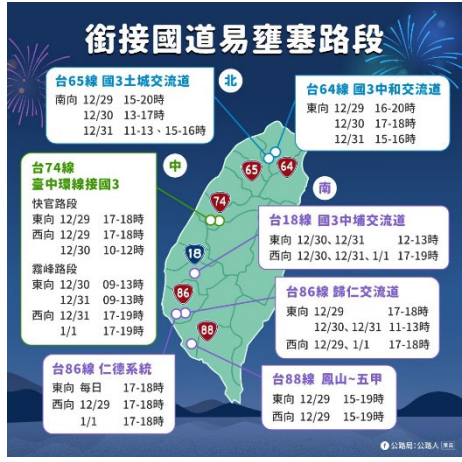 銜接國道易壅塞路段
台65線 國3土城交流道
南向 12/29 15-20時
12/30 13-17時
12/31 11-13、15-16時
北
台64線 國3中和交流道
東向 12/29 16-20時
12/30 17-18時
12/31 15-16時
65
64
台74線
臺中環線接國3
快官路段
東向 12/29 17-18時
西向 12/29 17-18時
12/30 10-12時
霧峰路段
東向 12/30 09-13時
12/31 09-13時
西向 12/31 17-19時
1/1 17-19時
中
74
南
台18線 國3中埔交流道
東向 12/30、12/31 12-13時
西向 12/30、12/31、1/1 17-19時
18
台86線 歸仁交流道
東向 12/29 17-18時
12/30、12/31 11-13時
西向 12/29、1/1 17-18時
86
88
台86線 仁德系統
東向 每日 17-18時
西向 12/29 17-18時
1/1 17-18時
台88線 鳳山~五甲
東向 12/29 15-19時
西向 12/29 15-19時
公路局:公路人